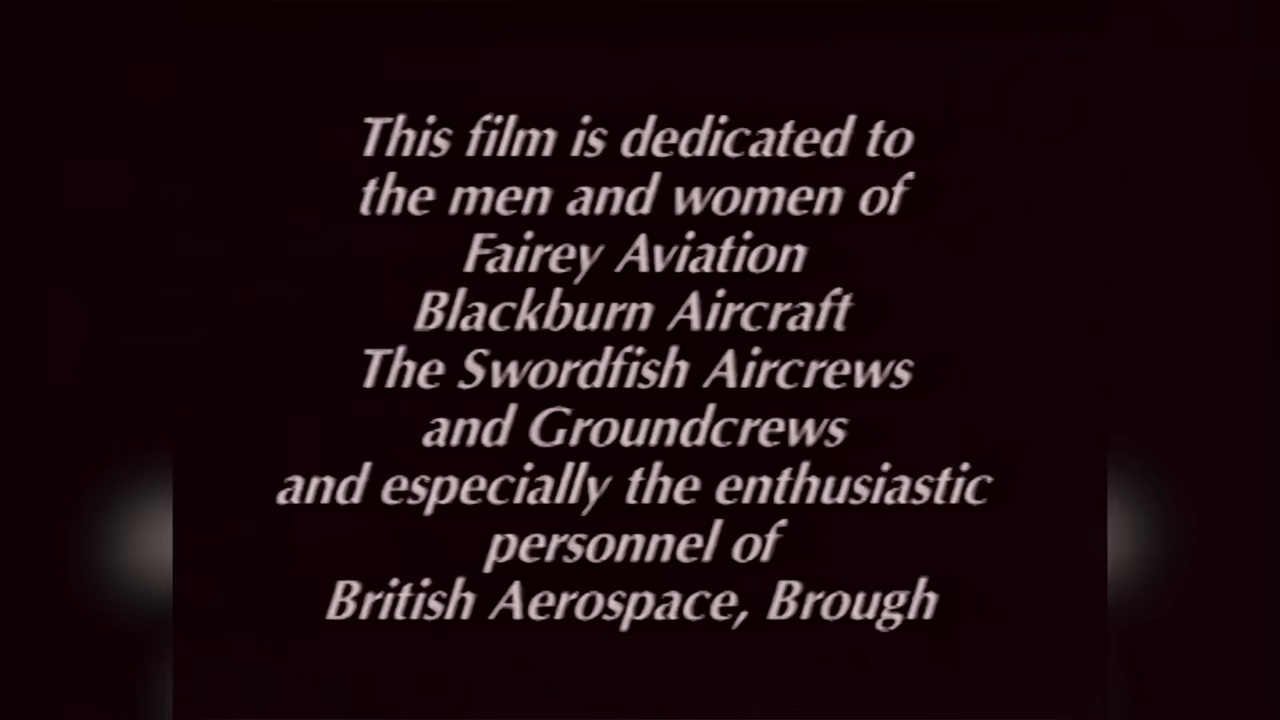 This film is dedicated to
the men and women of
Fairey Aviation
Blackburn Aircraft
The Swordfish Aircrews
and Groundcrews
and especially the enthusiastic
personnel of
British Aerospace, Brough